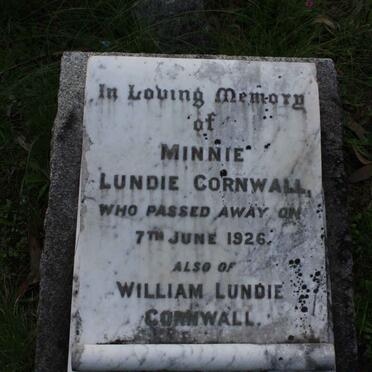 In Loving Memory
of
MINNIE
LUNDIE CORNWALL,
WHO PASSED AWAY ON
7TH JUNE 1926.
ALSO OF
WILLIAM LUNDIE
CORNWALL.